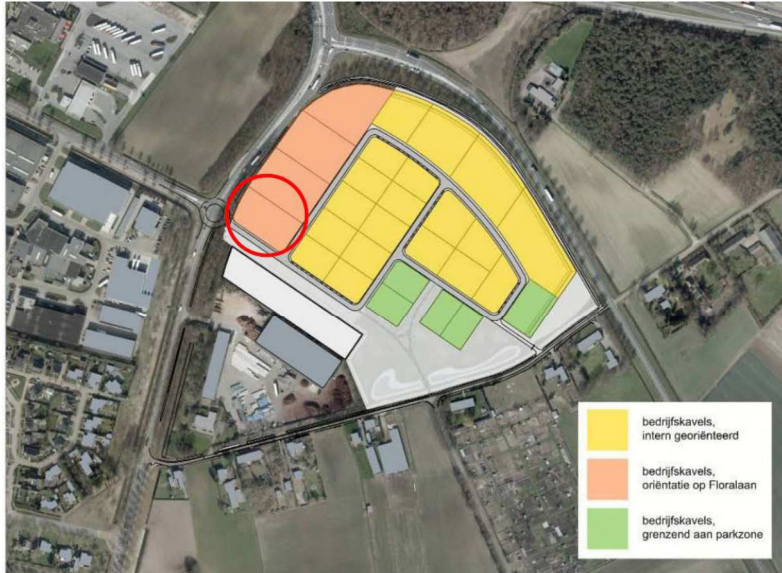 bedrijfskavels,
intern georiënteerd
bedrijfskavels,
oriëntatie op Floralaan
bedrijfskavels,
grenzend aan parkzone